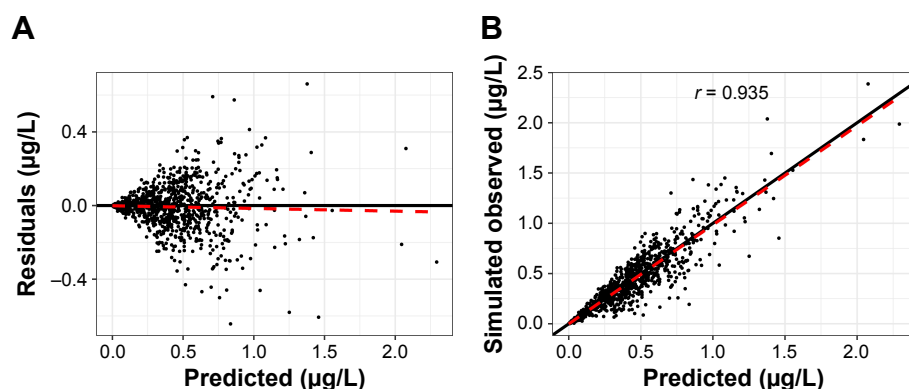 A
Residuals (μg/L)
0.4
0.0
–0.4
0.0 0.5 1.0 1.5 2.0
Predicted (μg/L)
B
Simulated observed (μg/L)
2.5
2.0
1.5
1.0
0.5
0.0
r = 0.935
0.0 0.5 1.0 1.5 2.0
Predicted (μg/L)